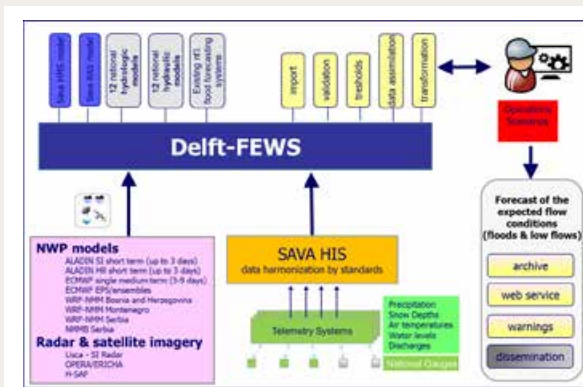 Sava HMS model
Sava RAS model
12 national
hydrologic
models
12 national
hydraulic
models
Existing nat.
flood forecasting
systems
import
validation
tresholds
data assimilation
transformation
Delft-FEWS
Operations
Scenarios
NWP models
ALADIN SI short term (up to 3 days)
ALADIN HR short term (up to 3 days)
ECMWF single medium term (3-9 days)
ECMWF EPS/ensembles
WRF-NMM Bosnia and Herzegovina
WRF-NMM Montenegro
WRF-NMM Serbia
NMMB Serbia
Radar & satellite imagery
Lisca - SI Radar
OPERA/ERICHA
H-SAF
SAVA HIS
data harmonization by standards
Telemetry Systems
Precipitation
Snow Depths
Air temperatures
Water levels
Discharges
National Gauges
Forecast of the
expected flow
conditions
(floods & low flows)
archive
web service
warnings
dissemination